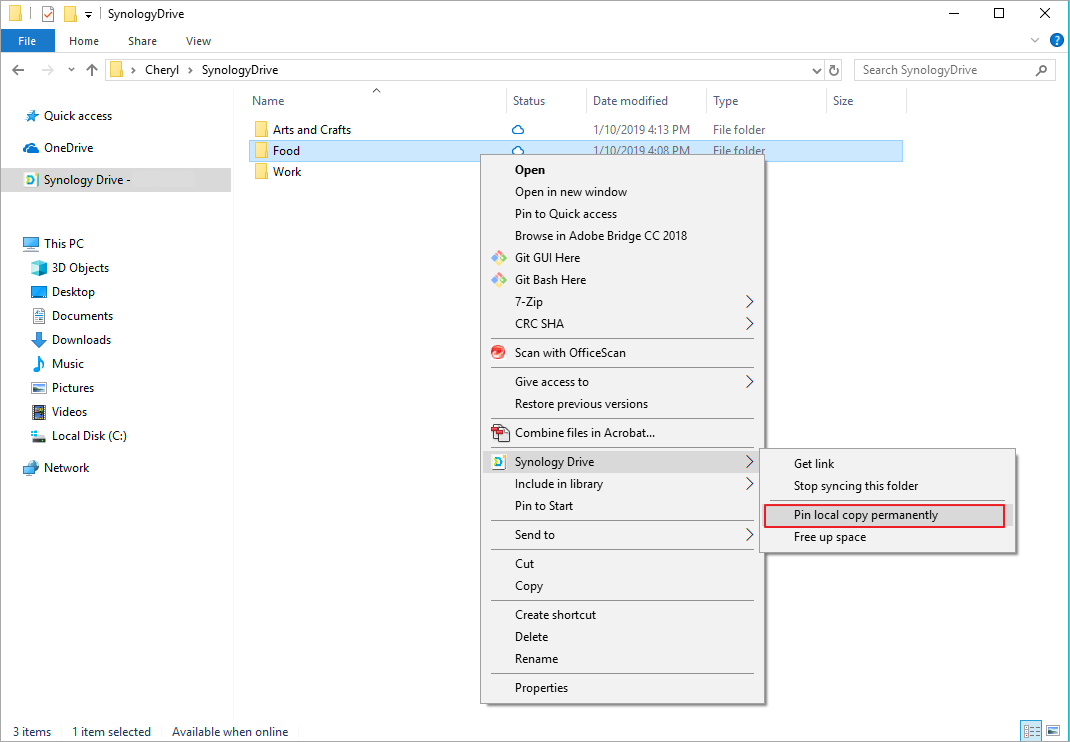 SynologyDrive
File Home Share View
Cheryl SynologyDrive Search SynologyDrive
Name Status Date modified Type Size
Quick access
OneDrive
Synology Drive -
This PC
3D Objects
Desktop
Documents
Downloads
Music
Pictures
Videos
Local Disk (C:)
Network
Arts and Crafts 1/10/2019 4:13 PM File folder
Food 1/10/2019 4:08 PM File folder
Work
Open
Open in new window
Pin to Quick access
Browse in Adobe Bridge CC 2018
Git GUI Here
Git Bash Here
7-Zip
CRC SHA
Scan with OfficeScan
Give access to
Restore previous versions
Combine files in Acrobat...
Synology Drive
Include in library
Pin to Start
Send to
Cut
Copy
Create shortcut
Delete
Rename
Properties
Get link
Stop syncing this folder
Pin local copy permanently
Free up space
3 items 1 item selected Available when online